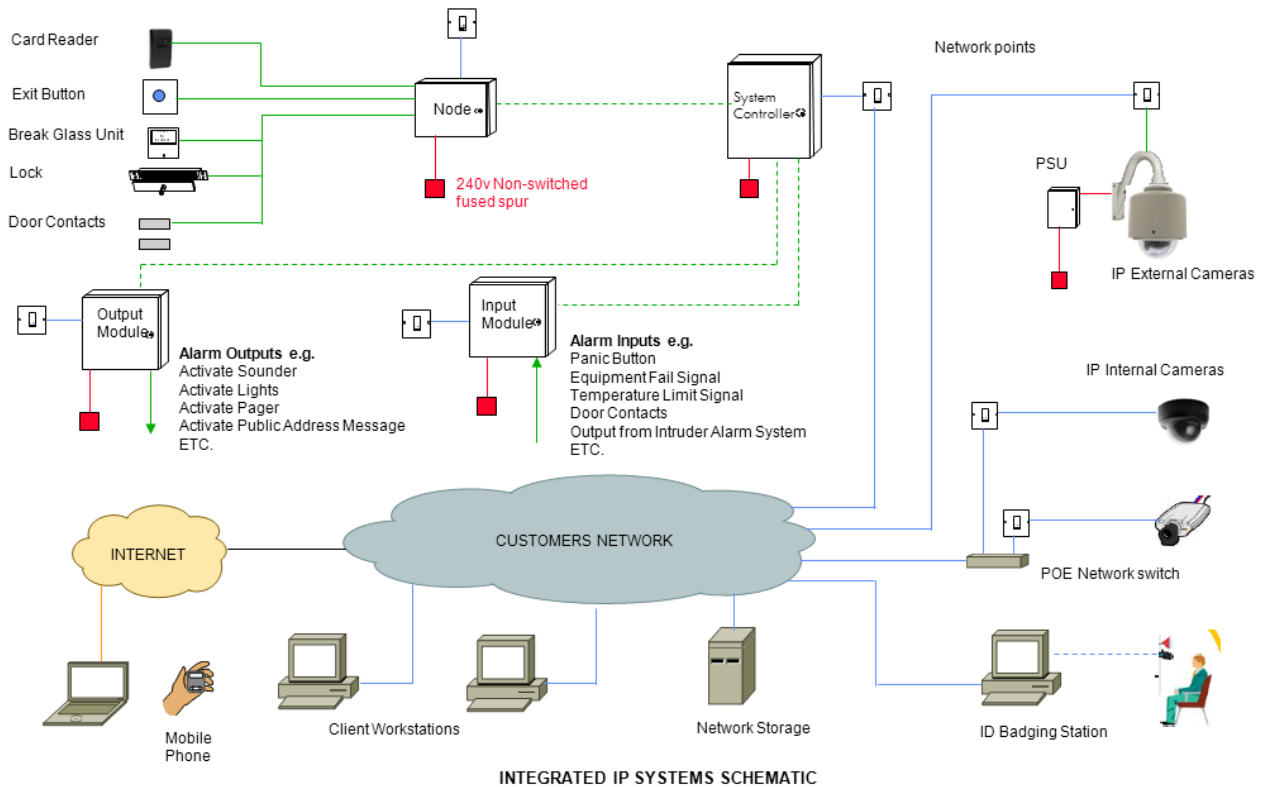 Card Reader
Exit Button
Break Glass Unit
Lock
Door Contacts
Node
System
Controller
Network points
240v Non-switched
fused spur
PSU
IP External Cameras
Output
Module
Input
Module
Alarm Outputs e.g.
Activate Sounder
Activate Lights
Activate Pager
Activate Public Address Message
ETC.
Alarm Inputs e.g.
Panic Button
Equipment Fail Signal
Temperature Limit Signal
Door Contacts
Output from Intruder Alarm System
ETC.
IP Internal Cameras
INTERNET
CUSTOMERS NETWORK
POE Network switch
Mobile
Phone
Client Workstations
Network Storage
ID Badging Station
INTEGRATED IP SYSTEMS SCHEMATIC